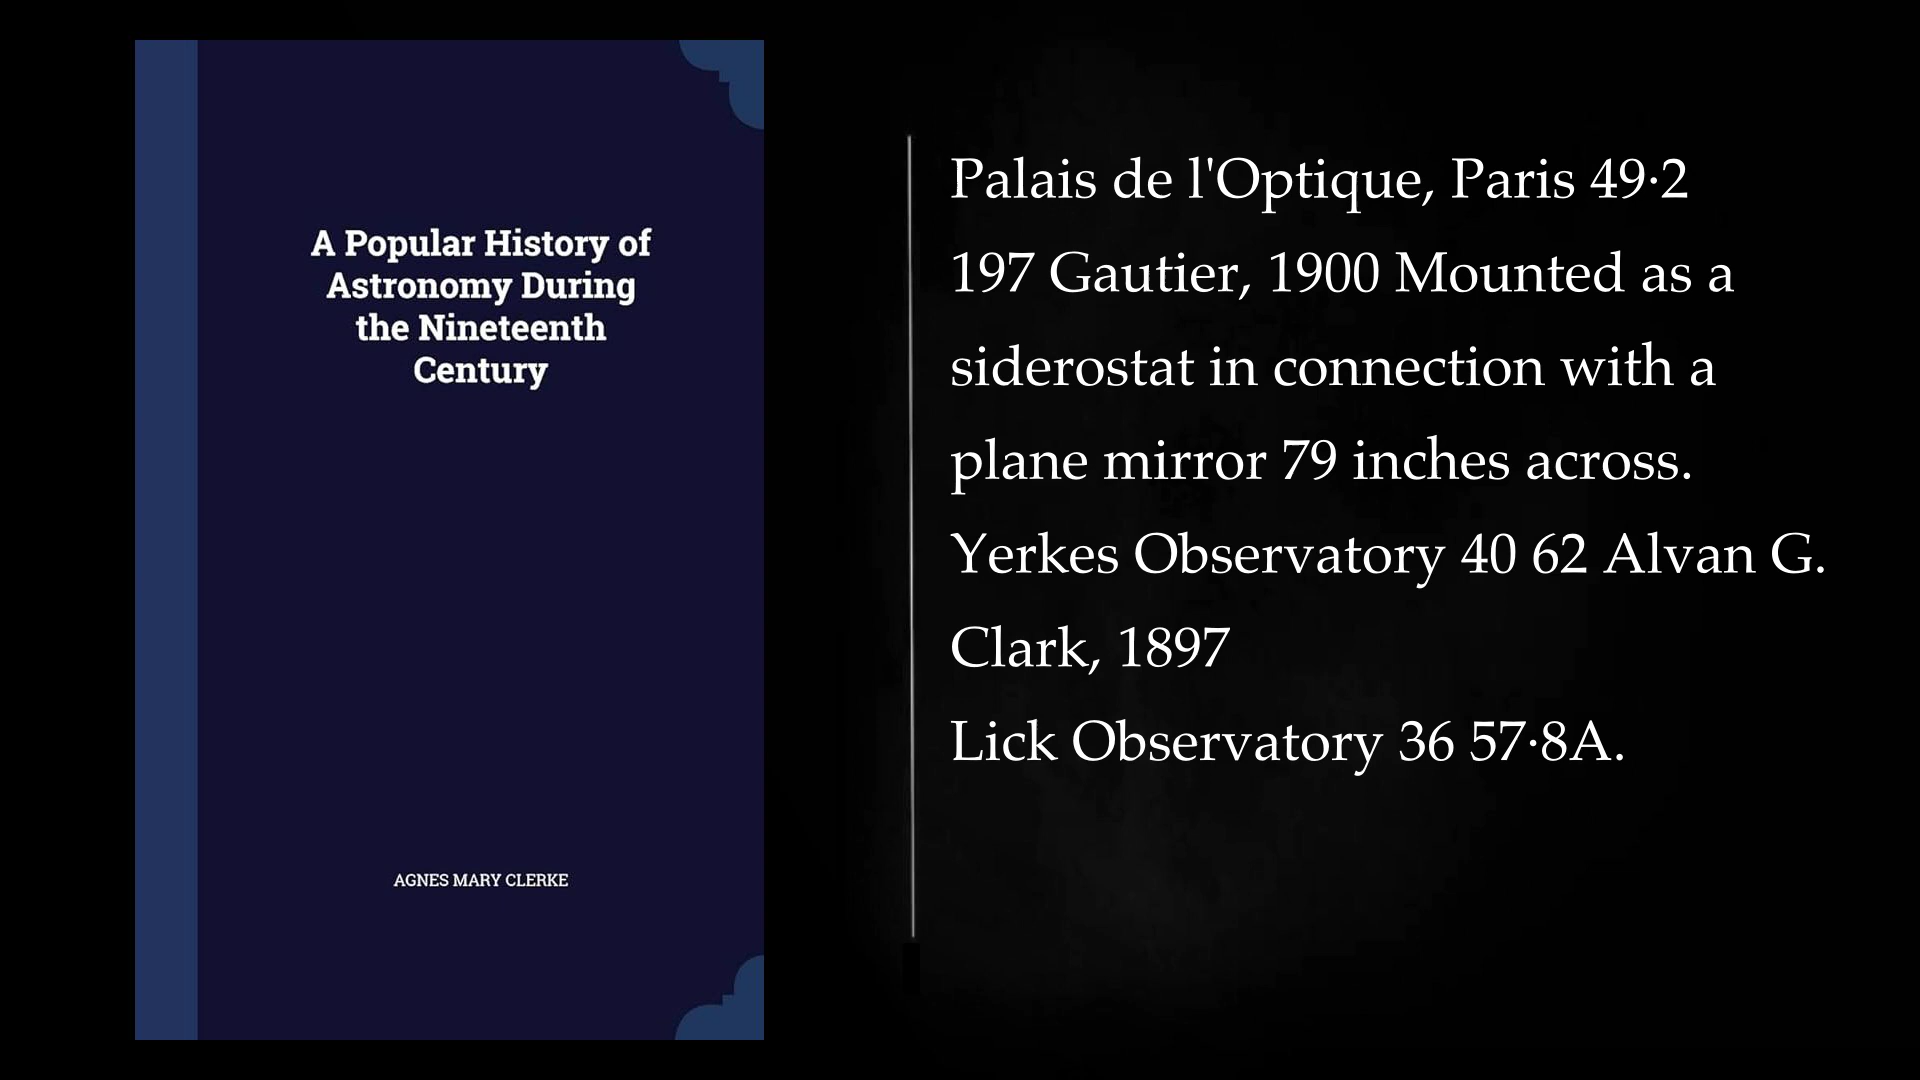 A Popular History of
Astronomy During
the Nineteenth
Century
AGNES MARY CLERKE
Palais de l'Optique, Paris 49·2
197 Gautier, 1900 Mounted as a
siderostat in connection with a
plane mirror 79 inches across.
Yerkes Observatory 40 62 Alvan G.
Clark, 1897
Lick Observatory 36 57·8A.